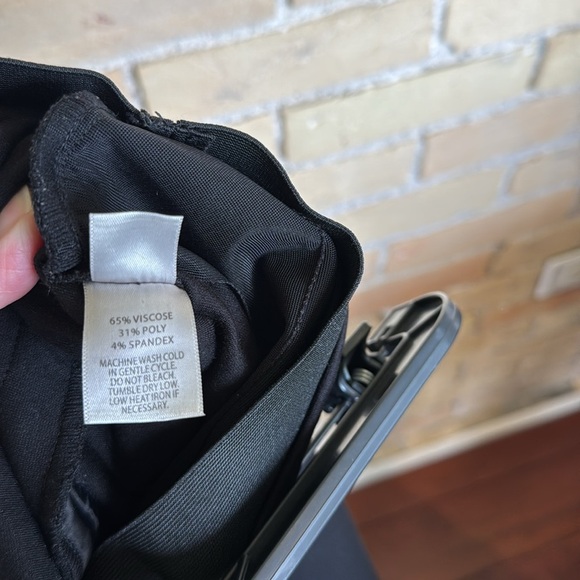 65% VISCOSE
31% POLY
4% SPANDEX
MACHINE WASH COLD
IN GENTLE CYCLE.
DO NOT BLEACH.
TUMBLE DRY LOW.
LOW HEAT IRON IF
NECESSARY.